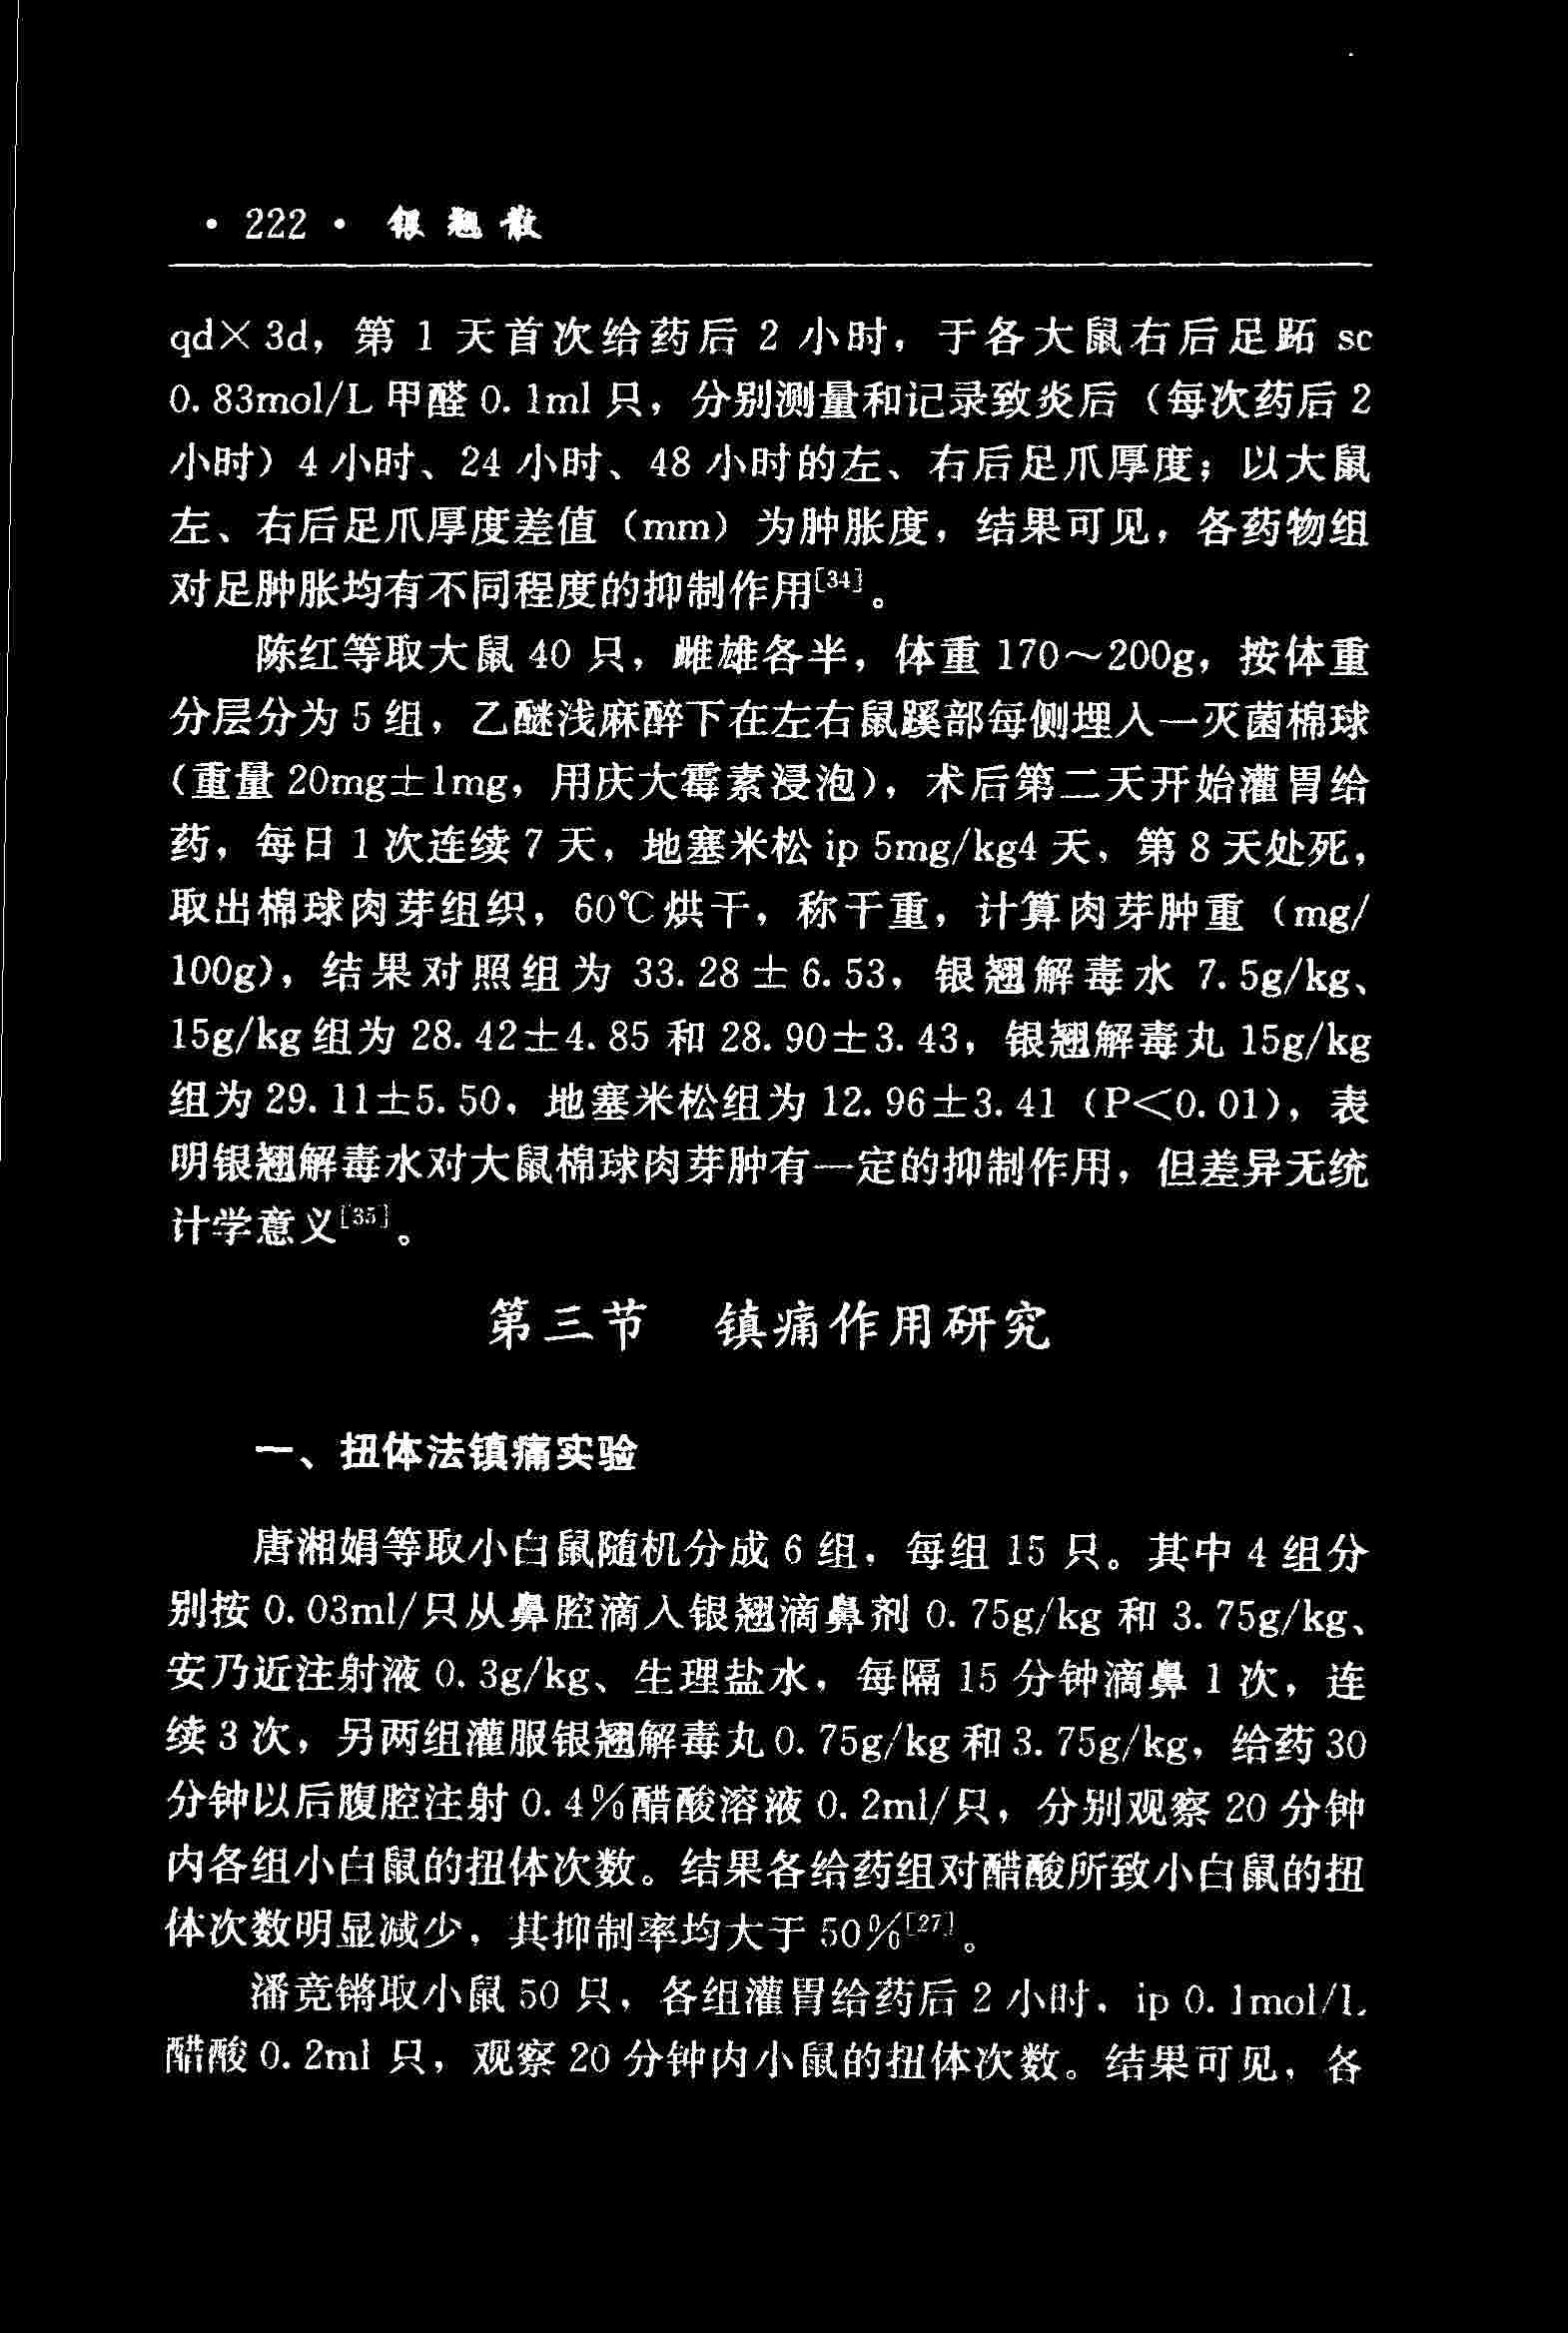 • 222 • 银翘散
qd×3d，第 1 天首次给药后 2 小时，于各大鼠右后足跖 sc
0.83mol/L 甲醛 0.1ml 只，分别测量和记录致炎后（每次药后 2
小时）4 小时、24 小时、48 小时的左、右后足爪厚度；以大鼠
左、右后足爪厚度差值（mm）为肿胀度，结果可见，各药物组
对足肿胀均有不同程度的抑制作用[34]。
陈红等取大鼠 40 只，雌雄各半，体重 170～200g，按体重
分层分为 5 组，乙醚浅麻醉下在左右鼠蹊部每侧埋入一灭菌棉球
（重量 20mg±1mg，用庆大霉素浸泡），术后第二天开始灌胃给
药，每日 1 次连续 7 天，地塞米松 ip 5mg/kg4 天，第 8 天处死，
取出棉球肉芽组织，60℃烘干，称干重，计算肉芽肿重（mg/
100g），结果对照组为 33.28±6.53，银翘解毒水 7.5g/kg、
15g/kg 组为 28.42±4.85 和 28.90±3.43，银翘解毒丸 15g/kg
组为 29.11±5.50，地塞米松组为 12.96±3.41（P<0.01），表
明银翘解毒水对大鼠棉球肉芽肿有一定的抑制作用，但差异无统
计学意义[35]。
第三节 镇痛作用研究
一、扭体法镇痛实验
唐湘娟等取小白鼠随机分成 6 组，每组 15 只。其中 4 组分
别按 0.03ml/只从鼻腔滴入银翘滴鼻剂 0.75g/kg 和 3.75g/kg、
安乃近注射液 0.3g/kg、生理盐水，每隔 15 分钟滴鼻 1 次，连
续 3 次，另两组灌服银翘解毒丸 0.75g/kg 和 3.75g/kg，给药 30
分钟以后腹腔注射 0.4%醋酸溶液 0.2ml/只，分别观察 20 分钟
内各组小白鼠的扭体次数。结果各给药组对醋酸所致小白鼠的扭
体次数明显减少，其抑制率均大于 50%[27]。
潘竞锵取小鼠 50 只，各组灌胃给药后 2 小时，ip 0.1mol/L
醋酸 0.2ml 只，观察 20 分钟内小鼠的扭体次数。结果可见，各